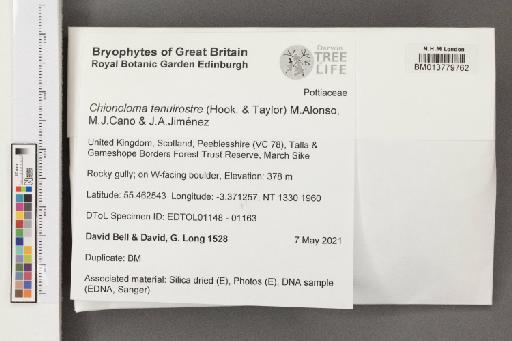 Bryophytes of Great Britain
Royal Botanic Garden Edinburgh
Darwin
TREE
of
LIFE
N.H.M London
BM013779762
Pottiaceae
Chionoloma tenuirostre (Hook. & Taylor) M.Alonso,
M.J.Cano & J.A.Jiménez
United Kingdom, Scotland, Peeblesshire (VC 78), Talla &
Gameshope Borders Forest Trust Reserve, March Sike
Rocky gully; on W-facing boulder, Elevation: 378 m
Latitude: 55.462643 Longitude: -3.371257; NT 1330 1960
DToL Specimen ID: EDTOL01148 - 01163
David Bell & David, G. Long 1528 7 May 2021
Duplicate: BM
Associated material: Silica dried (E), Photos (E), DNA sample
(EDNA, Sanger)